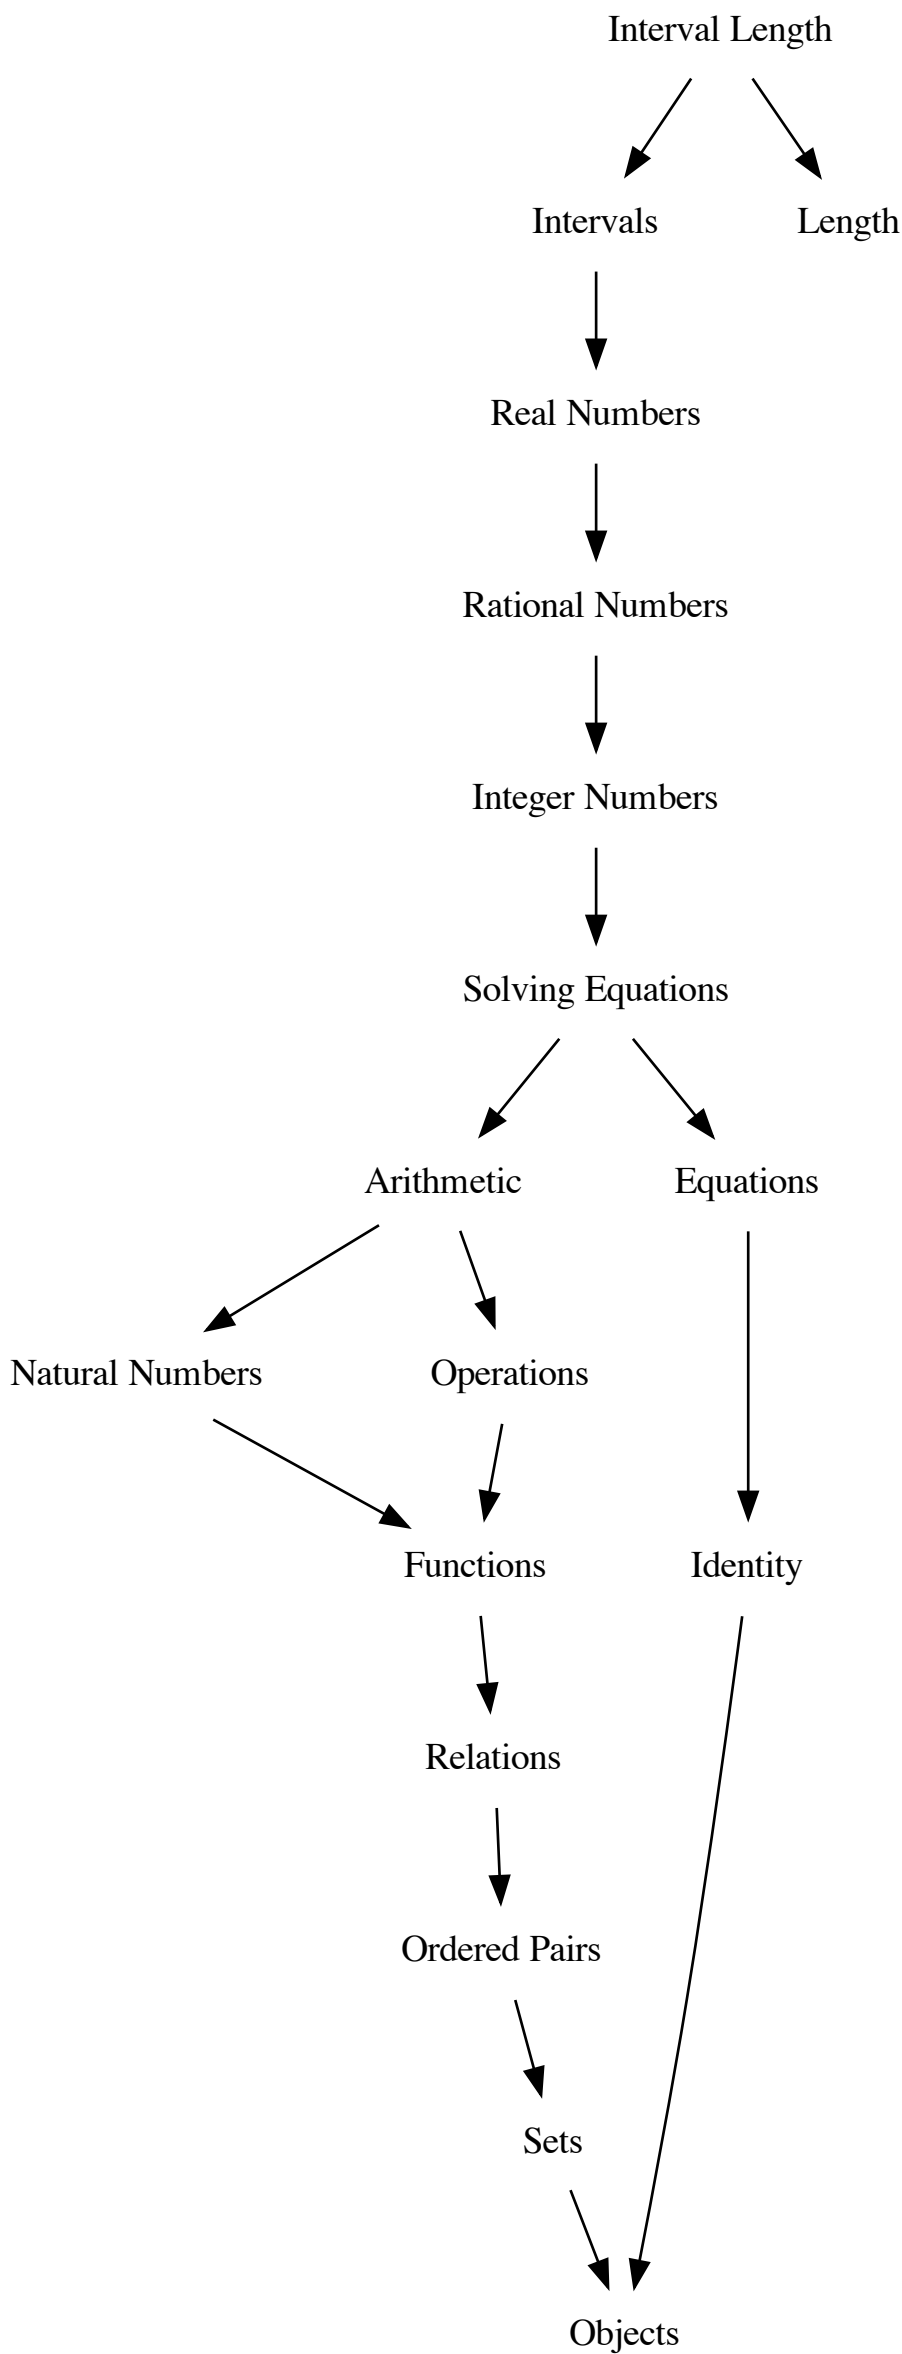 Interval Length
Intervals
Length
Real Numbers
Rational Numbers
Integer Numbers
Solving Equations
Arithmetic
Equations
Natural Numbers
Operations
Functions
Identity
Relations
Ordered Pairs
Sets
Objects